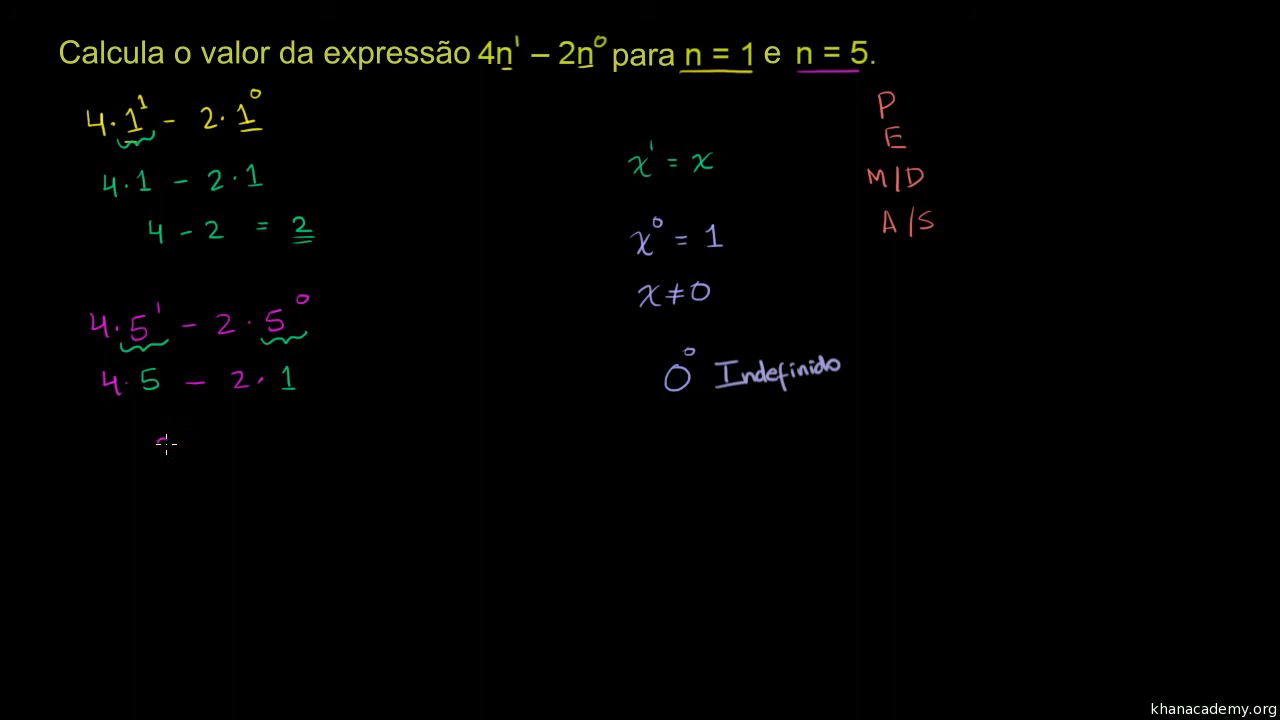 Calcula o valor da expressão 4n¹ – 2n⁰ para n = 1 e n = 5.
4·1¹ - 2·1⁰
4·1 - 2·1
4 - 2 = 2
4·5¹ - 2·5⁰
4·5 - 2·1
x¹ = x
x⁰ = 1
x ≠ 0
0⁰ Indefinido
P
E
M/D
A/S
khanacademy.org